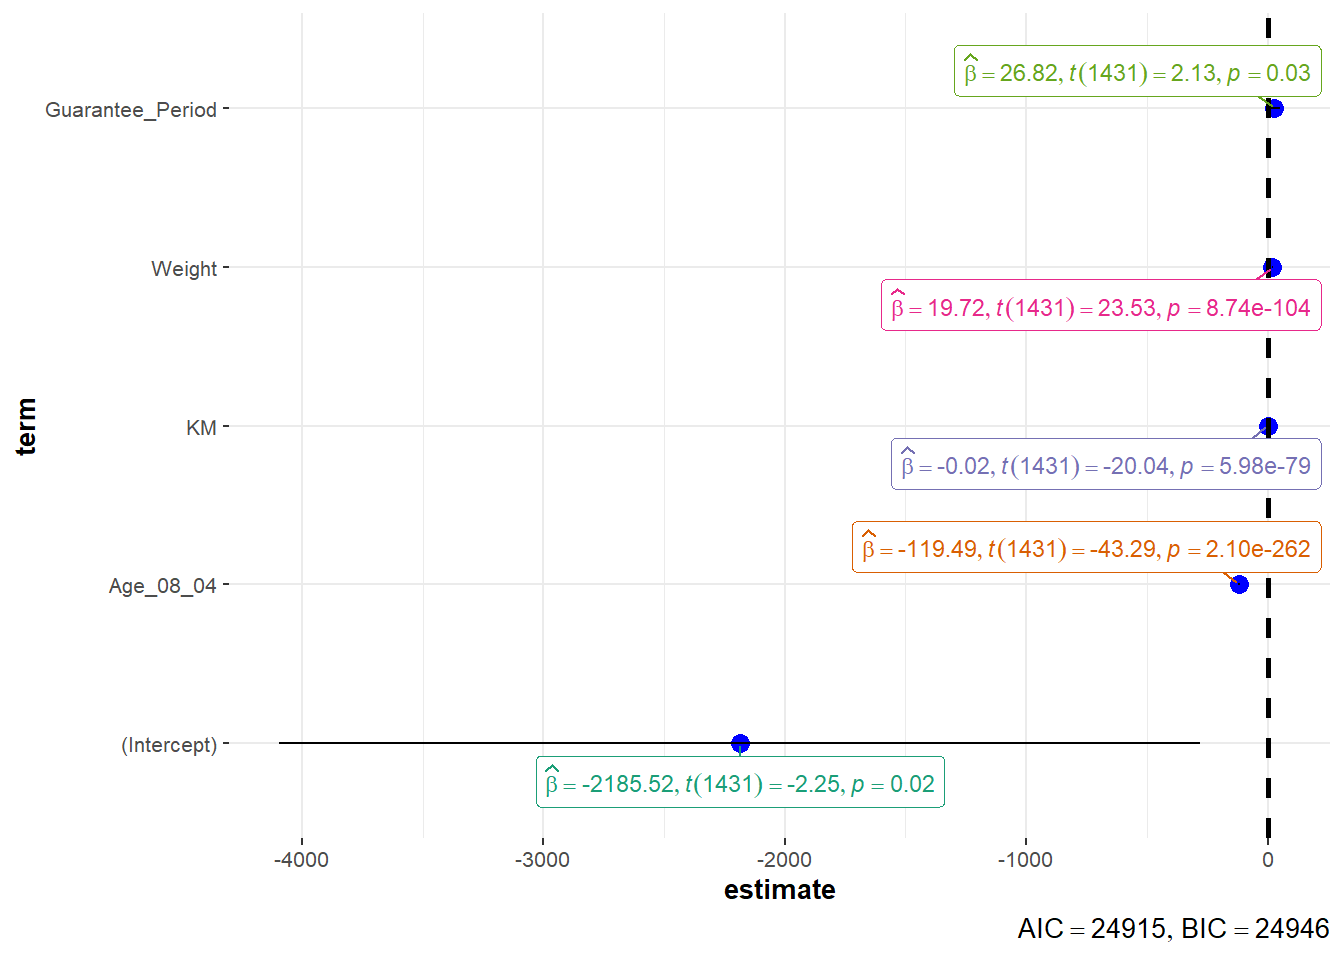 Guarantee_Period
β̂ = 26.82, t(1431) = 2.13, p = 0.03
Weight
β̂ = 19.72, t(1431) = 23.53, p = 8.74e-104
term
KM
β̂ = -0.02, t(1431) = -20.04, p = 5.98e-79
β̂ = -119.49, t(1431) = -43.29, p = 2.10e-262
Age_08_04
(Intercept)
β̂ = -2185.52, t(1431) = -2.25, p = 0.02
-4000 -3000 -2000 -1000 0
estimate
AIC = 24915, BIC = 24946